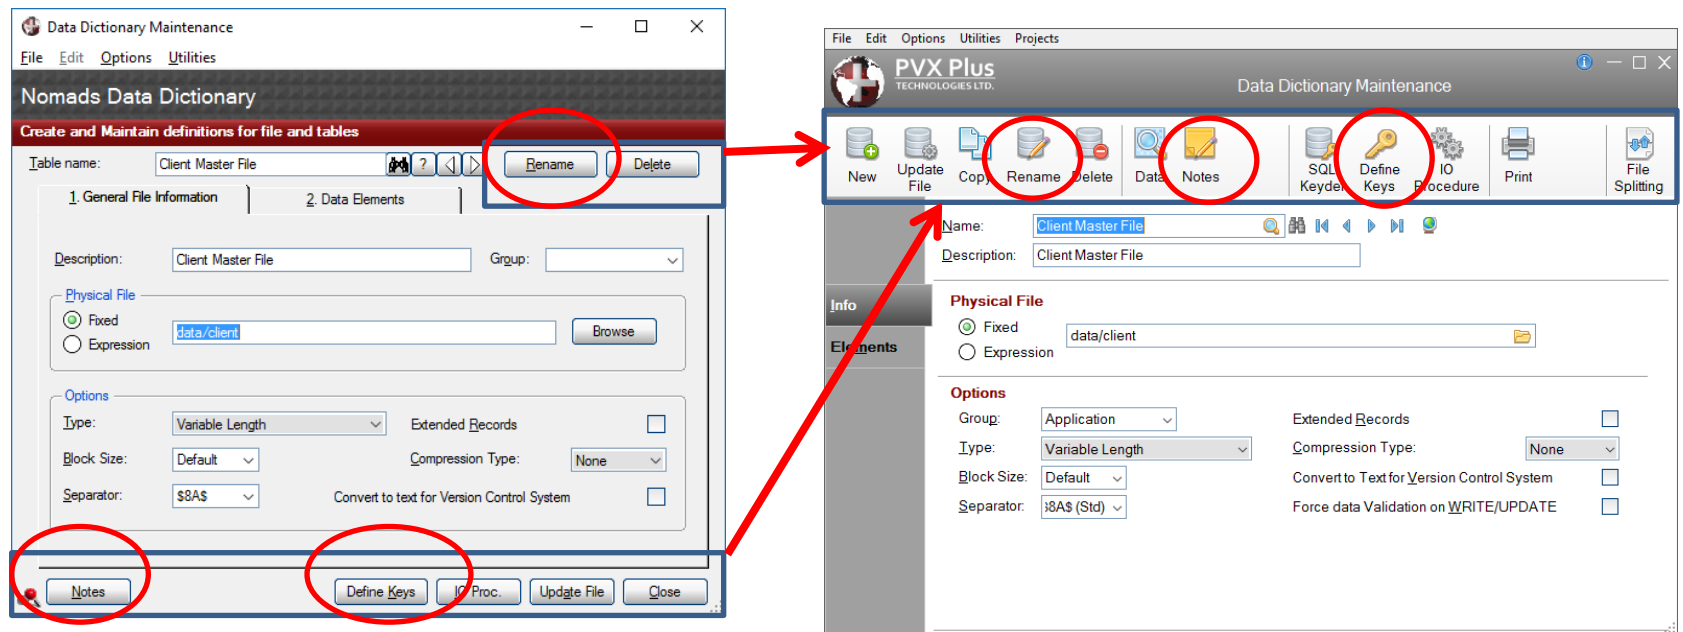 Data Dictionary Maintenance
File Edit Options Utilities
Nomads Data Dictionary
Create and Maintain definitions for file and tables
Table name: Client Master File ? Rename Delete
1. General File Information 2. Data Elements
Description: Client Master File Group:
Physical File
Fixed
data/client Browse
Expression
Options
Type: Variable Length Extended Records
Block Size: Default Compression Type: None
Separator: $8A$ Convert to text for Version Control System
Notes Define Keys IO Proc. Update File Close
File Edit Options Utilities Projects
PVX Plus
TECHNOLOGIES LTD.
Data Dictionary Maintenance
New Update File Copy Rename Delete Data Notes SQL Keydef Define Keys IO Procedure Print File Splitting
Name: Client Master File
Description: Client Master File
Info
Elements
Physical File
Fixed
data/client
Expression
Options
Group: Application Extended Records
Type: Variable Length Compression Type: None
Block Size: Default Convert to Text for Version Control System
Separator: $8A$ (Std) Force data Validation on WRITE/UPDATE